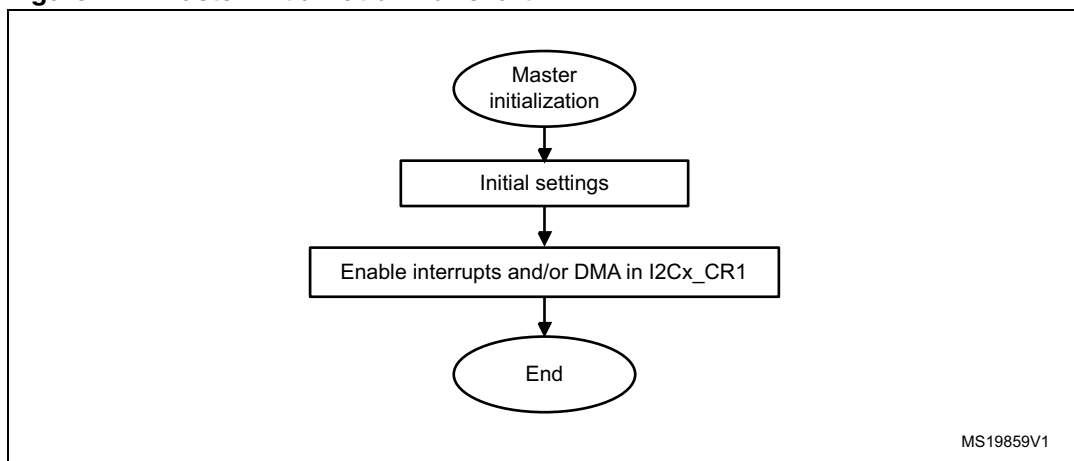 Master
initialization
Initial settings
Enable interrupts and/or DMA in I2Cx_CR1
End
MS19859V1